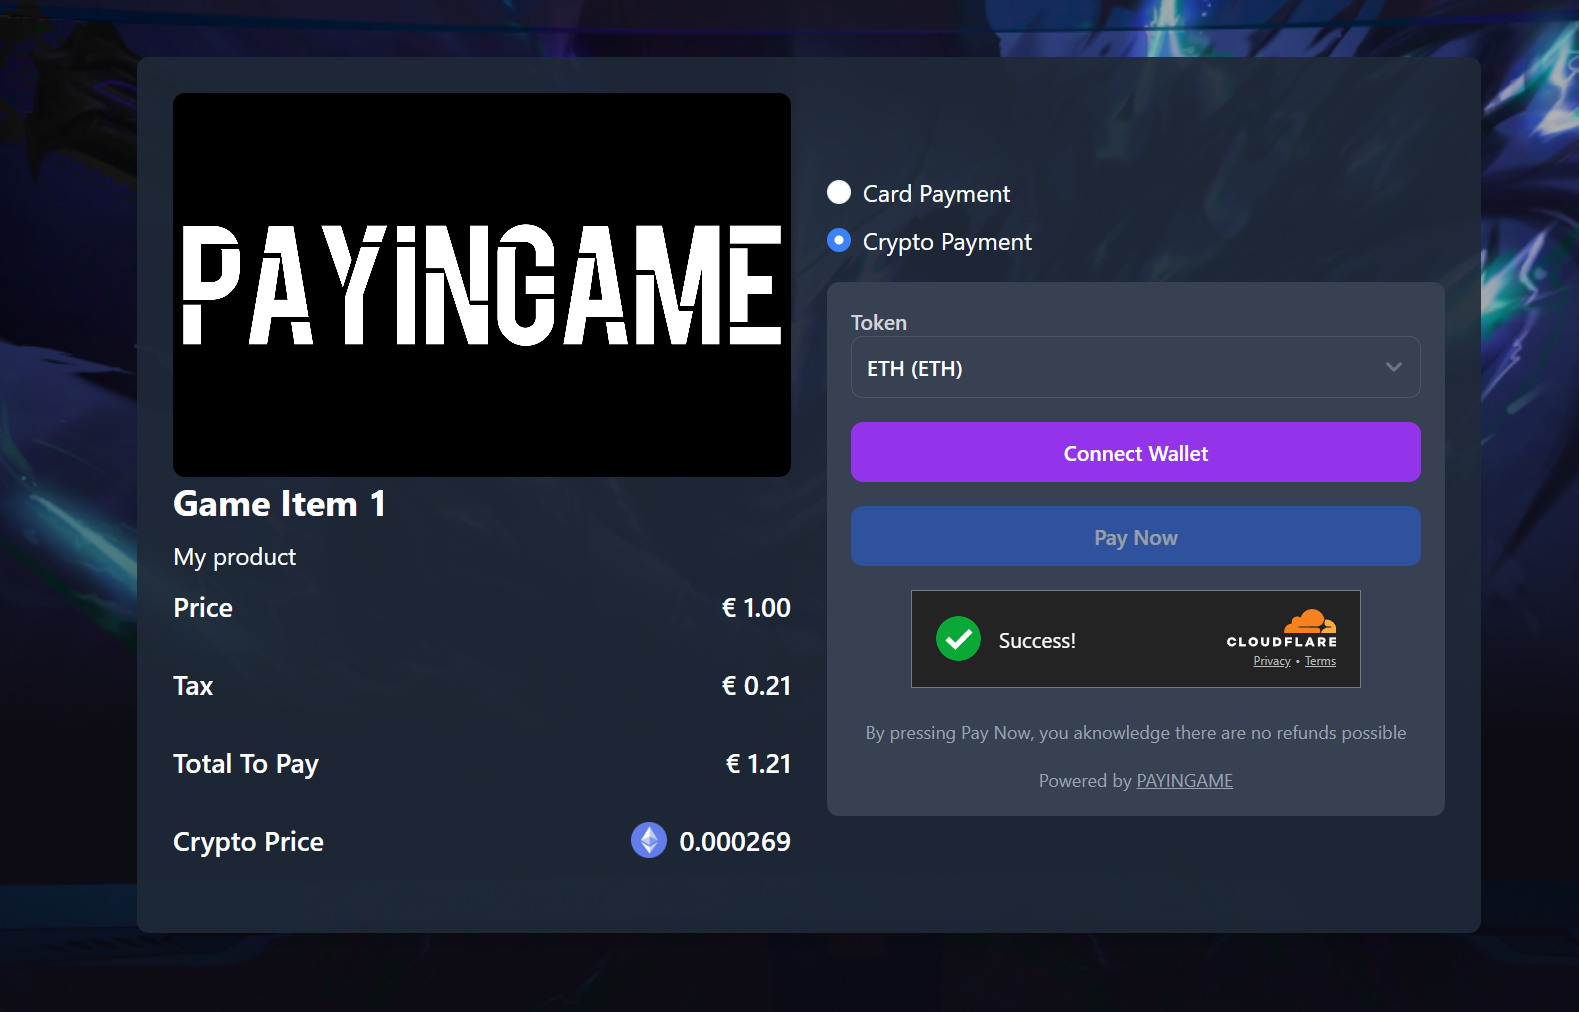 PAYINGAME
Game Item 1
My product
Price € 1.00
Tax € 0.21
Total To Pay € 1.21
Crypto Price 0.000269
Card Payment
Crypto Payment
Token
ETH (ETH)
Connect Wallet
Pay Now
Success!
CLOUDFLARE
Privacy • Terms
By pressing Pay Now, you aknowledge there are no refunds possible
Powered by PAYINGAME